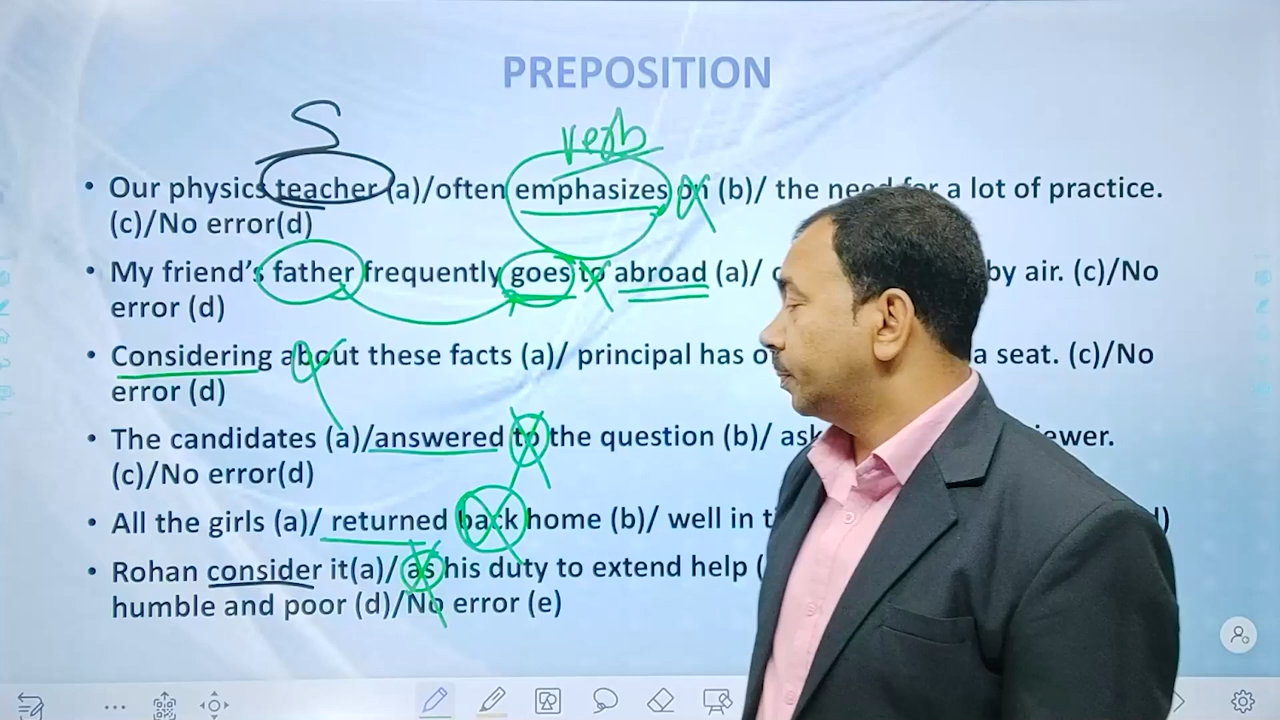 PREPOSITION
S
verb
• Our physics teacher (a)/often emphasizes on (b)/ the need for a lot of practice.
(c)/No error(d)
• My friend's father frequently goes to abroad (a)/ by air. (c)/No
error (d)
• Considering about these facts (a)/ principal has a seat. (c)/No
error (d)
• The candidates (a)/answered to the question (b)/
(c)/No error(d)
• All the girls (a)/ returned back home (b)/ well in
• Rohan consider it(a)/ as his duty to extend help
humble and poor (d)/No error (e)